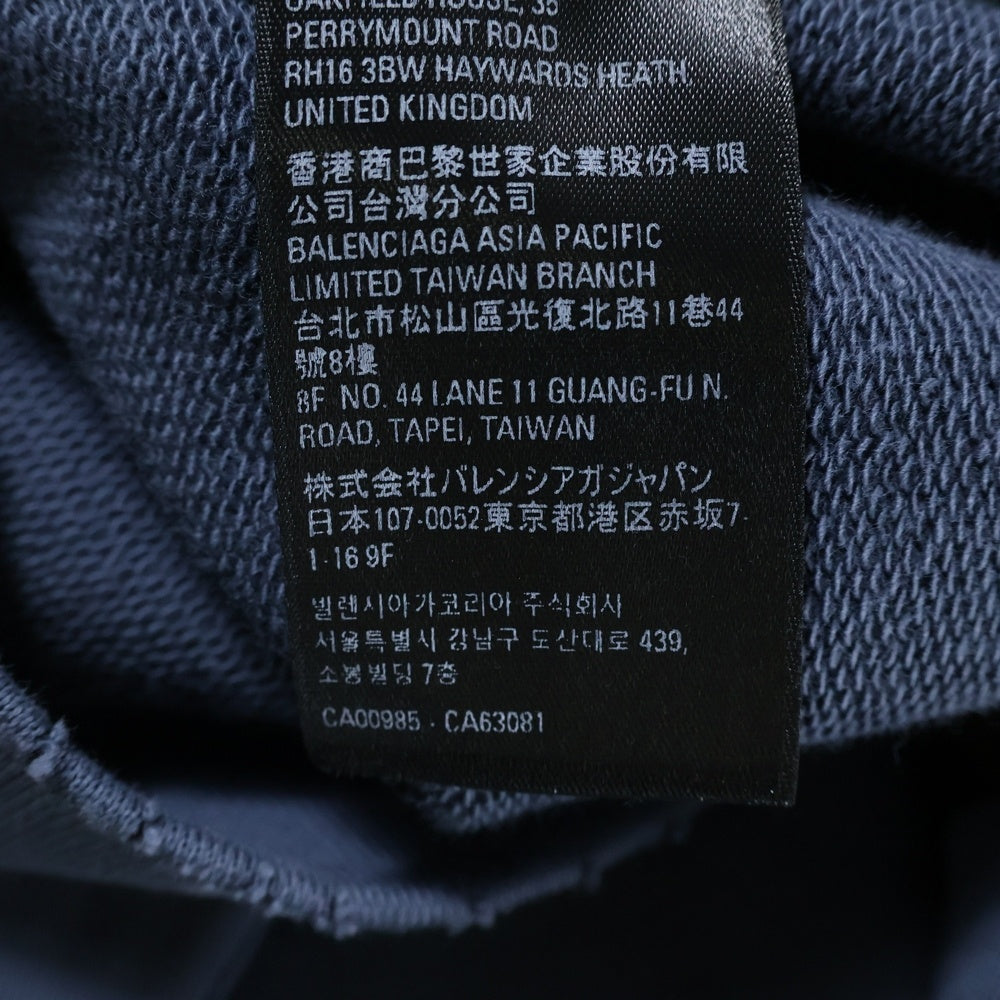 OAKFIELD HOUSE, 35
PERRYMOUNT ROAD
RH16 3BW HAYWARDS HEATH
UNITED KINGDOM
香港商巴黎世家企業股份有限
公司台灣分公司
BALENCIAGA ASIA PACIFIC
LIMITED TAIWAN BRANCH
台北市松山區光復北路11巷44
號8樓
8F NO. 44 LANE 11 GUANG-FU N.
ROAD, TAPEI, TAIWAN
株式会社バレンシアガジャパン
日本107-0052東京都港区赤坂7-
1-16 9F
발렌시아가코리아 주식회사
서울특별시 강남구 도산대로 439,
소봉빌딩 7층
CA00985 - CA63081